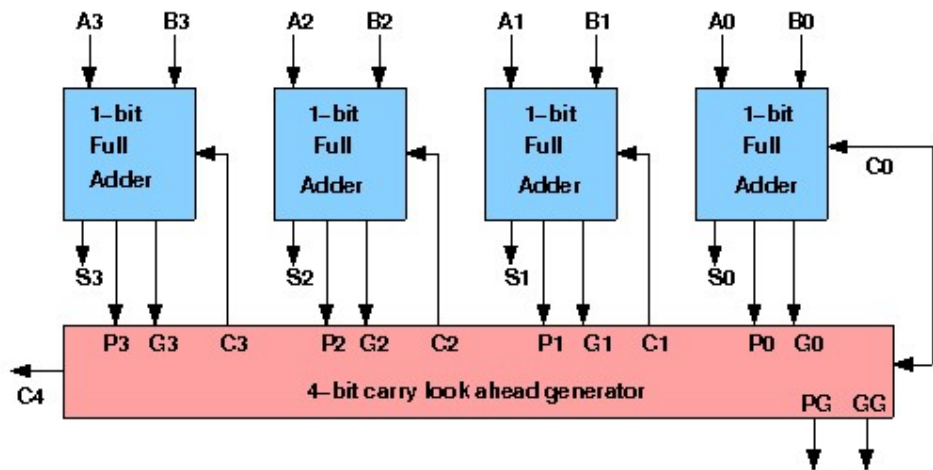 A3 B3 A2 B2 A1 B1 A0 B0
1-bit Full Adder
1-bit Full Adder
1-bit Full Adder
1-bit Full Adder
C0
S3 S2 S1 S0
P3 G3 C3 P2 G2 C2 P1 G1 C1 P0 G0
C4
4-bit carry look ahead generator
PG GG